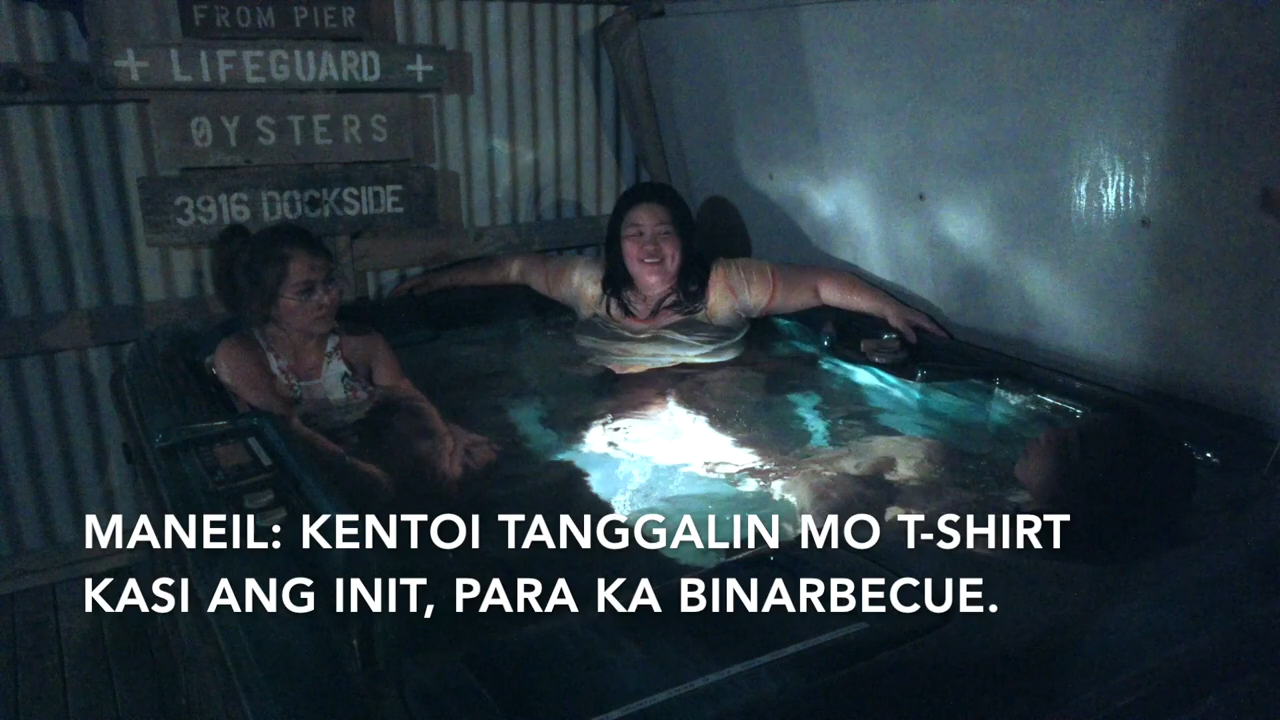 FROM PIER
+ LIFEGUARD +
ØYSTERS
3916 DOCKSIDE
MANEIL: KENTOI TANGGALIN MO T-SHIRT
KASI ANG INIT, PARA KA BINARBECUE.